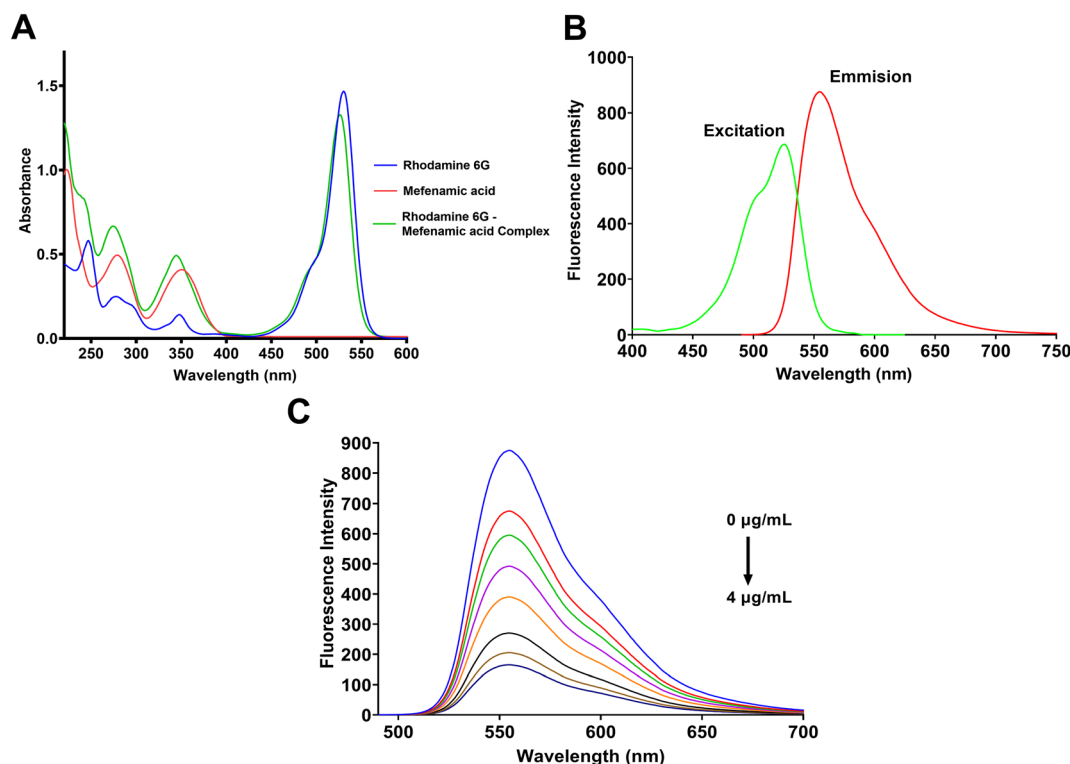 A
Absorbance
1.5
1.0
0.5
0.0
250 300 350 400 450 500 550 600
Wavelength (nm)
Rhodamine 6G
Mefenamic acid
Rhodamine 6G -
Mefenamic acid Complex
B
Fluorescence Intensity
1000
800
600
400
200
0
400 450 500 550 600 650 700 750
Wavelength (nm)
Excitation
Emmision
C
Fluorescence Intensity
900
800
700
600
500
400
300
200
100
0
500 550 600 650 700
Wavelength (nm)
0 µg/mL
4 µg/mL